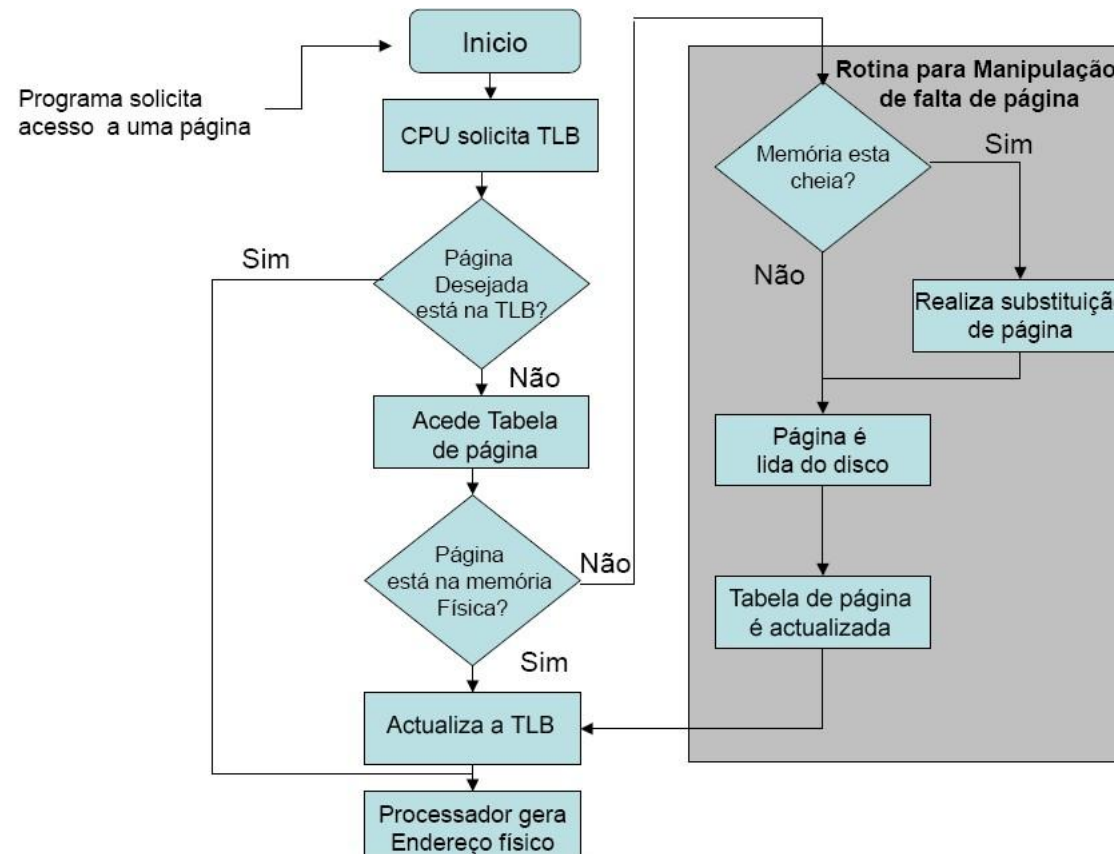 Inicio
Programa solicita
acesso a uma página
CPU solicita TLB
Página
Desejada
está na TLB?
Sim
Não
Acede Tabela
de página
Página
está na memória
Física?
Não
Sim
Actualiza a TLB
Processador gera
Endereço físico
Rotina para Manipulação
de falta de página
Memória esta
cheia?
Sim
Não
Realiza substituiçã
de página
Página é
lida do disco
Tabela de página
é actualizada